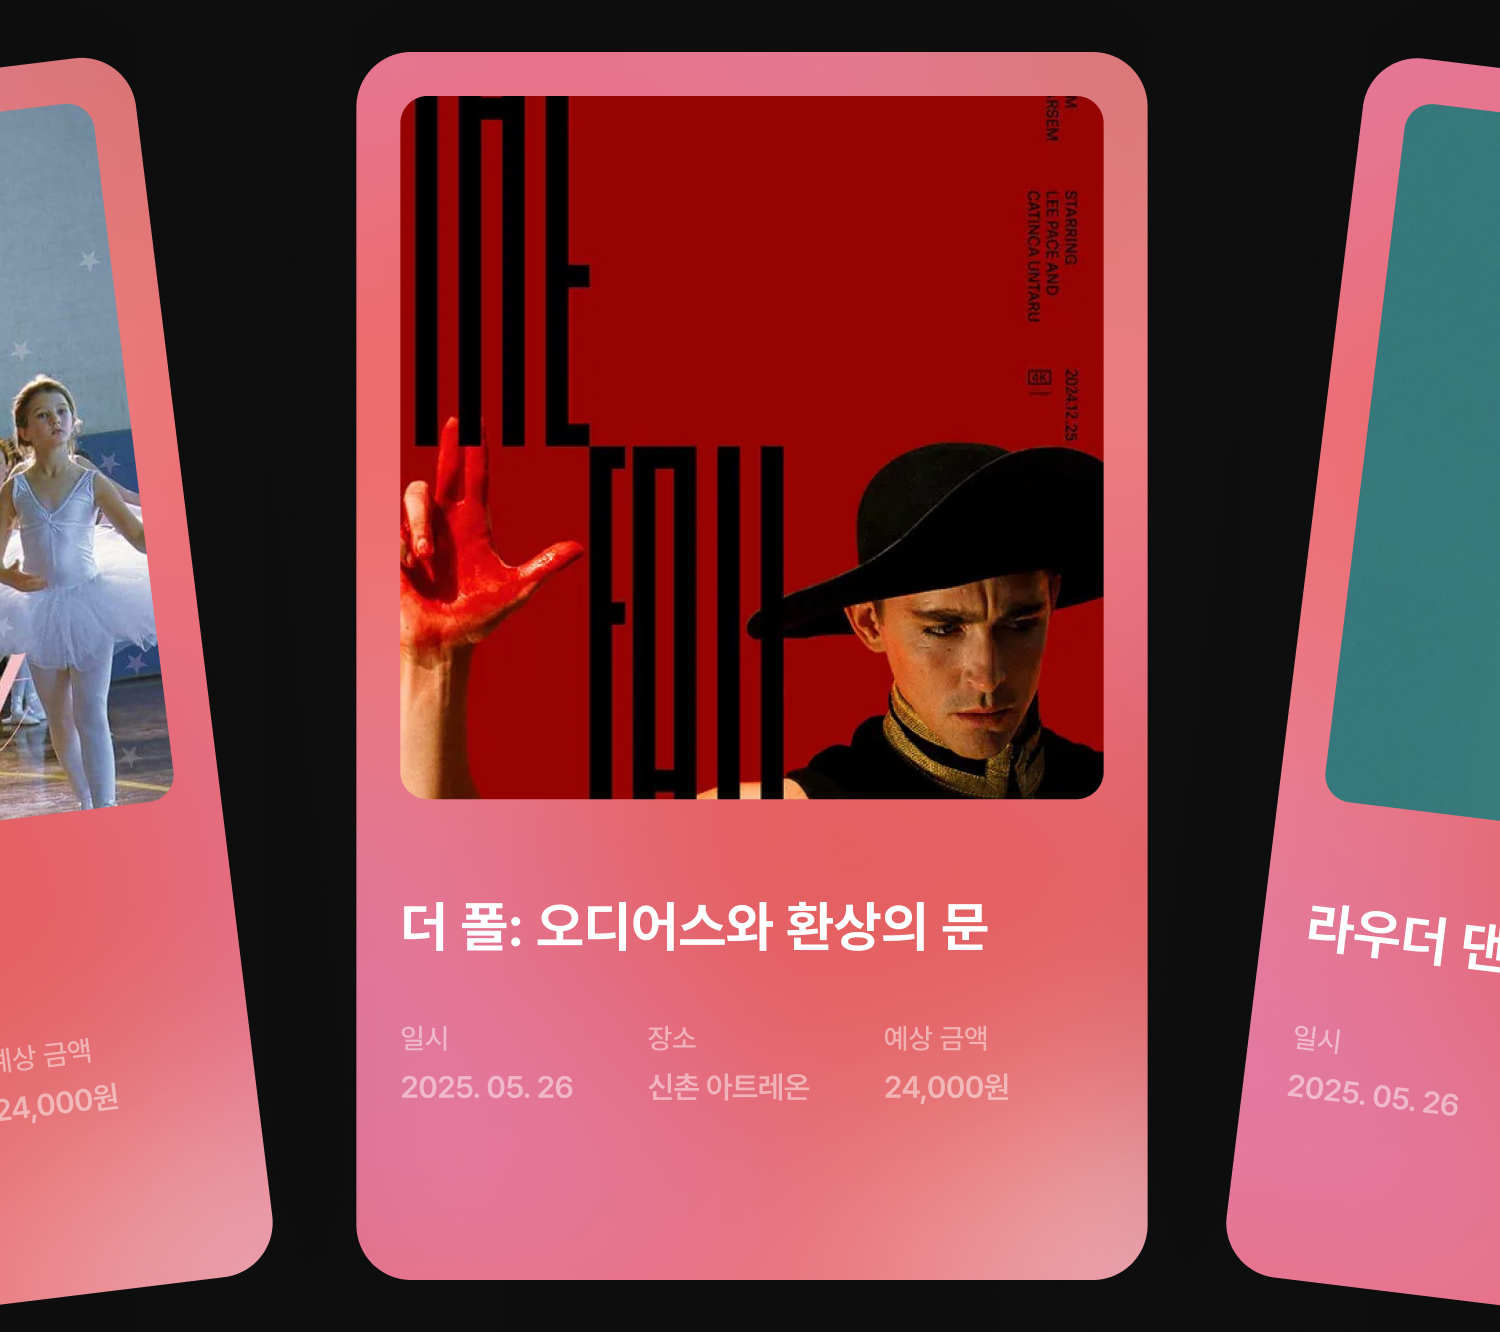 THE
FALL
RSEM
STARRING
LEE PACE AND
CATINCA UNTARU
4K
2024.12.25
더 폴: 오디어스와 환상의 문
일시
장소
예상 금액
2025. 05. 26
신촌 아트레온
24,000원
예상 금액
24,000원
라우더 댄
일시
2025. 05. 26